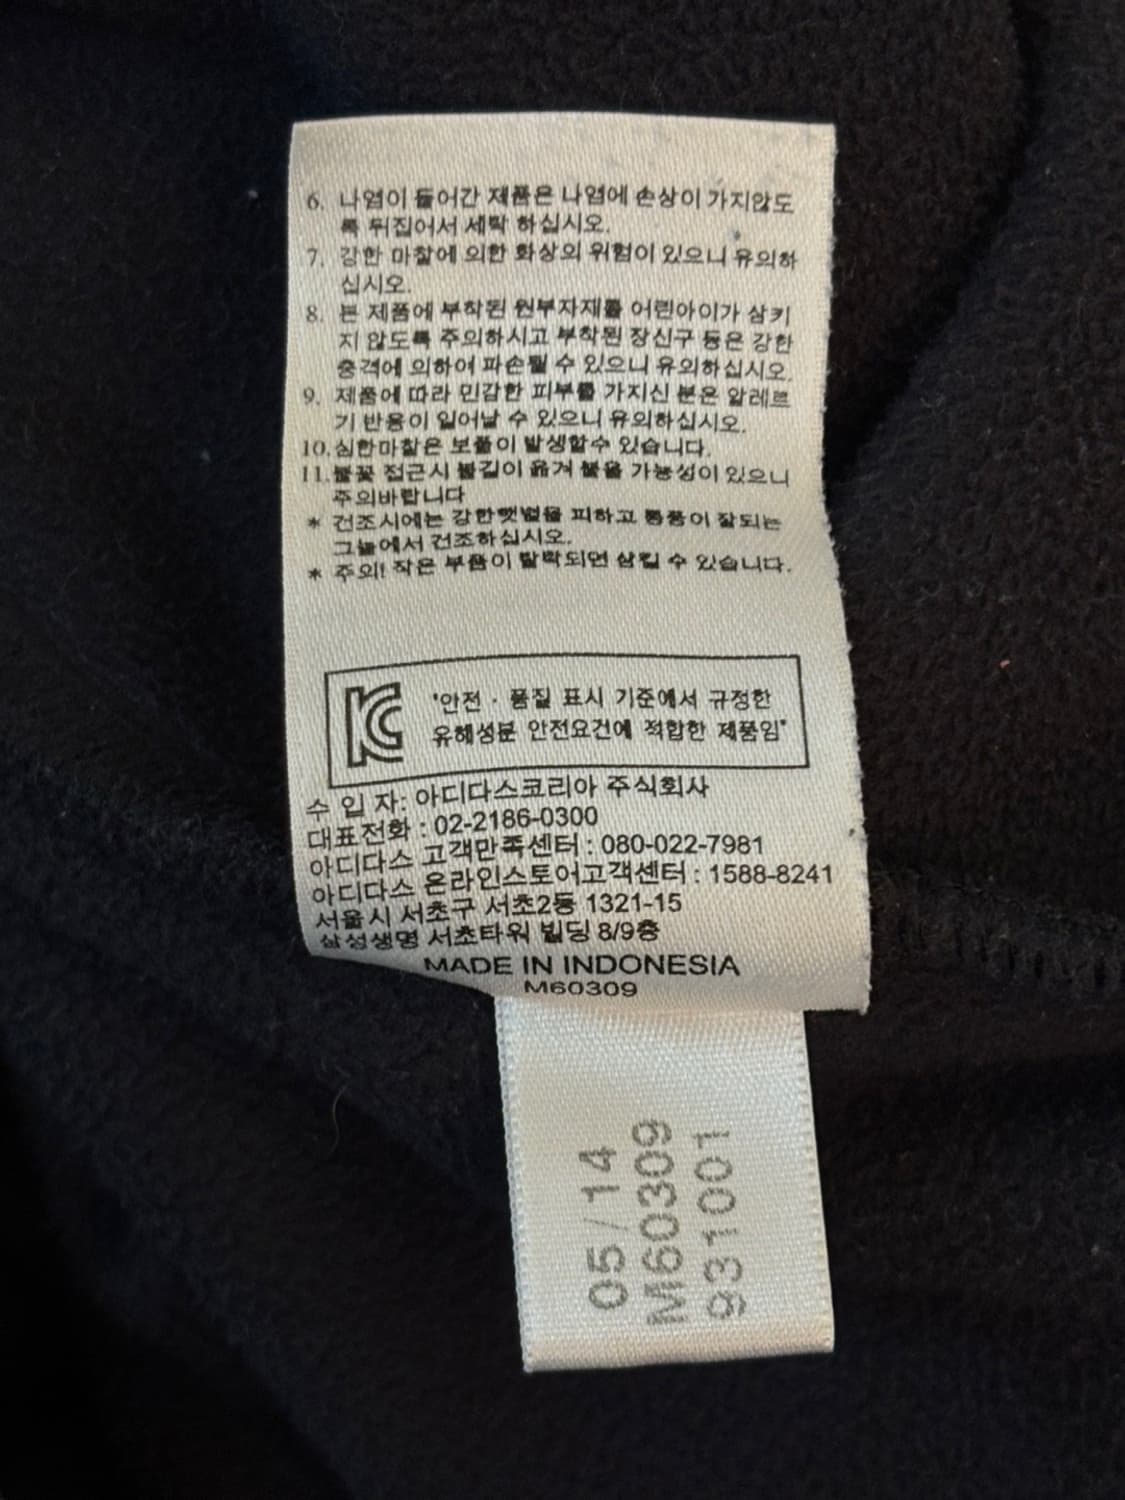 6. 나염이 들어간 제품은 나염에 손상이 가지않도
록 뒤집어서 세탁 하십시오.
7. 강한 마찰에 의한 화상의 위험이 있으니 유의하
십시오.
8. 본 제품에 부착된 원부자재를 어린아이가 삼키
지 않도록 주의하시고 부착된 장신구 등은 강한
충격에 의하여 파손될 수 있으니 유의하십시오.
9. 제품에 따라 민감한 피부를 가지신 분은 알레르
기 반응이 일어날 수 있으니 유의하십시오.
10.심한마찰은 보풀이 발생할수 있습니다.
11.불꽃 접근시 불길이 옮겨 붙을 가능성이 있으니
주의바랍니다
* 건조시에는 강한햇볕을 피하고 통풍이 잘되는
그늘에서 건조하십시오.
* 주의! 작은 부품이 탈락되면 삼킬 수 있습니다.
KC
"안전 · 품질 표시 기준에서 규정한
유해성분 안전요건에 적합한 제품임"
수 입 자: 아디다스코리아 주식회사
대표전화 : 02-2186-0300
아디다스 고객만족센터 : 080-022-7981
아디다스 온라인스토어고객센터 : 1588-8241
서울시 서초구 서초2동 1321-15
삼성생명 서초타워 빌딩 8/9층
MADE IN INDONESIA
M60309
05/14
M60309
931001